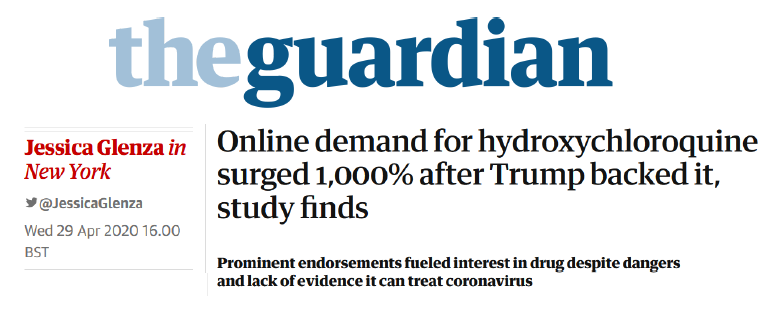 theguardian
Jessica Glenza in
New York
@JessicaGlenza
Wed 29 Apr 2020 16.00
BST
Online demand for hydroxychloroquine
surged 1,000% after Trump backed it,
study finds
Prominent endorsements fueled interest in drug despite dangers
and lack of evidence it can treat coronavirus